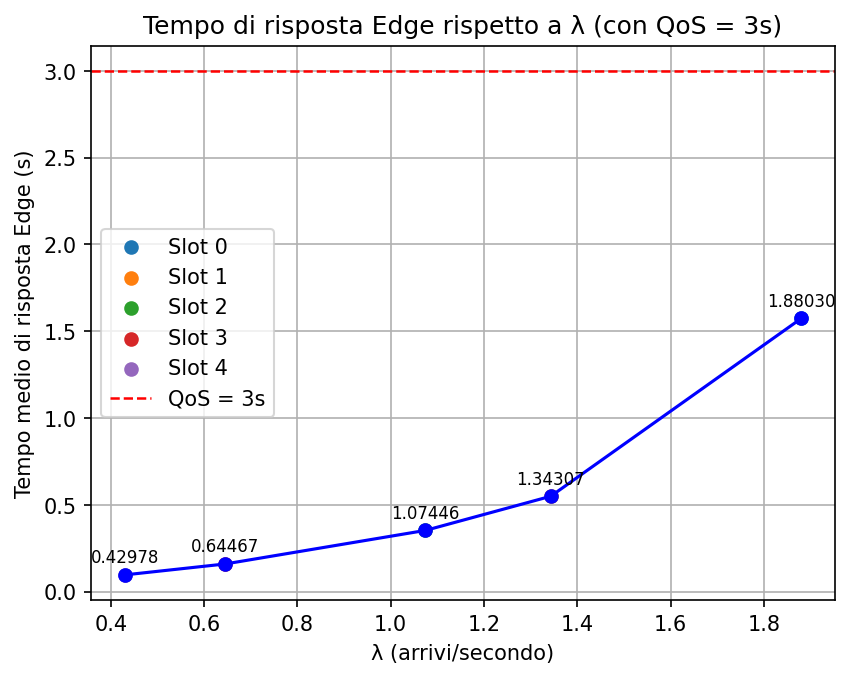 Tempo di risposta Edge rispetto a λ (con QoS = 3s)
Tempo medio di risposta Edge (s)
3.0
2.5
2.0
1.5
1.0
0.5
0.0
Slot 0
Slot 1
Slot 2
Slot 3
Slot 4
QoS = 3s
0.42978
0.64467
1.07446
1.34307
1.88030
0.4
0.6
0.8
1.0
1.2
1.4
1.6
1.8
λ (arrivi/secondo)